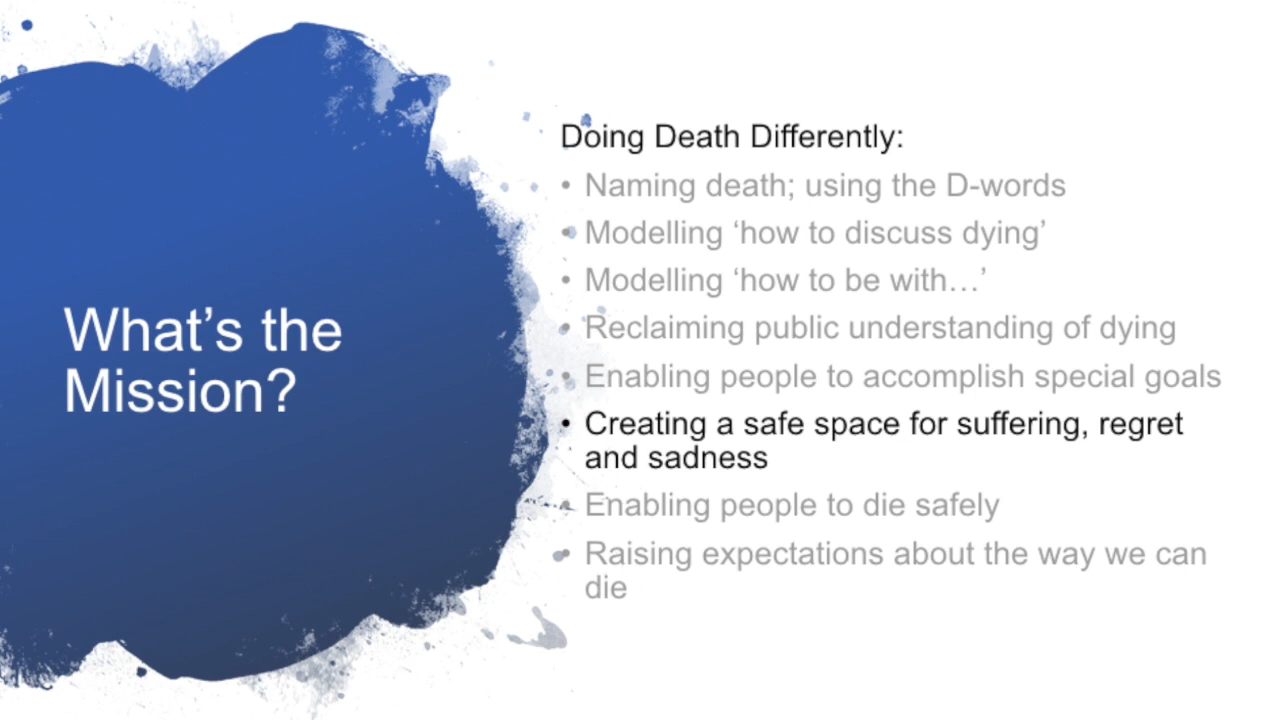 What’s the
Mission?
Doing Death Differently:
• Naming death; using the D-words
• Modelling ‘how to discuss dying’
• Modelling ‘how to be with…’
• Reclaiming public understanding of dying
• Enabling people to accomplish special goals
• Creating a safe space for suffering, regret
and sadness
• Enabling people to die safely
• Raising expectations about the way we can
die